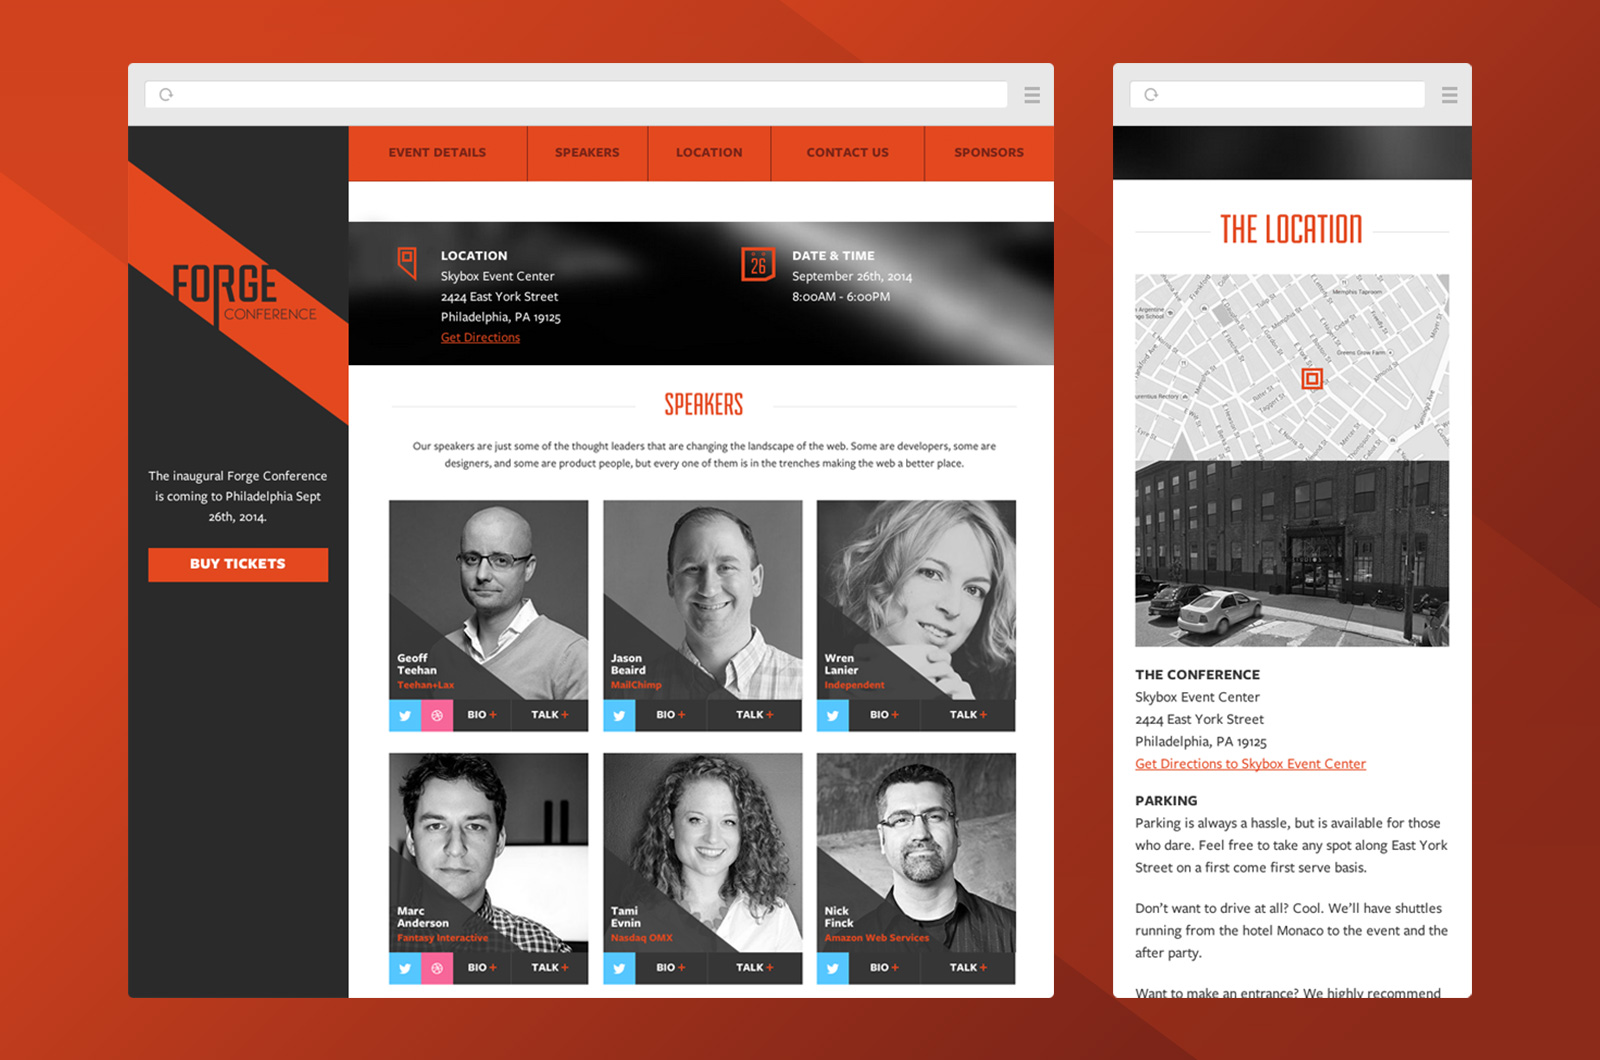 EVENT DETAILS
SPEAKERS
LOCATION
CONTACT US
SPONSORS
FORGE
CONFERENCE
The inaugural Forge Conference
is coming to Philadelphia Sept
26th, 2014.
BUY TICKETS
LOCATION
Skybox Event Center
2424 East York Street
Philadelphia, PA 19125
Get Directions
26
DATE & TIME
September 26th, 2014
8:00AM - 6:00PM
SPEAKERS
Our speakers are just some of the thought leaders that are changing the landscape of the web. Some are developers, some are
designers, and some are product people, but every one of them is in the trenches making the web a better place.
Geoff
Teehan
Teehan+Lax
BIO +
TALK +
Jason
Beaird
MailChimp
BIO +
TALK +
Wren
Lanier
Independent
BIO +
TALK +
Marc
Anderson
Fantasy Interactive
BIO +
TALK +
Tami
Evnin
Nasdaq OMX
BIO +
TALK +
Nick
Finck
Amazon Web Services
BIO +
TALK +
THE LOCATION
Memphis Taproom
Greens Grow Farm
THE CONFERENCE
Skybox Event Center
2424 East York Street
Philadelphia, PA 19125
Get Directions to Skybox Event Center
PARKING
Parking is always a hassle, but is available for those
who dare. Feel free to take any spot along East York
Street on a first come first serve basis.
Don't want to drive at all? Cool. We'll have shuttles
running from the hotel Monaco to the event and the
after party.
Want to make an entrance? We highly recommend